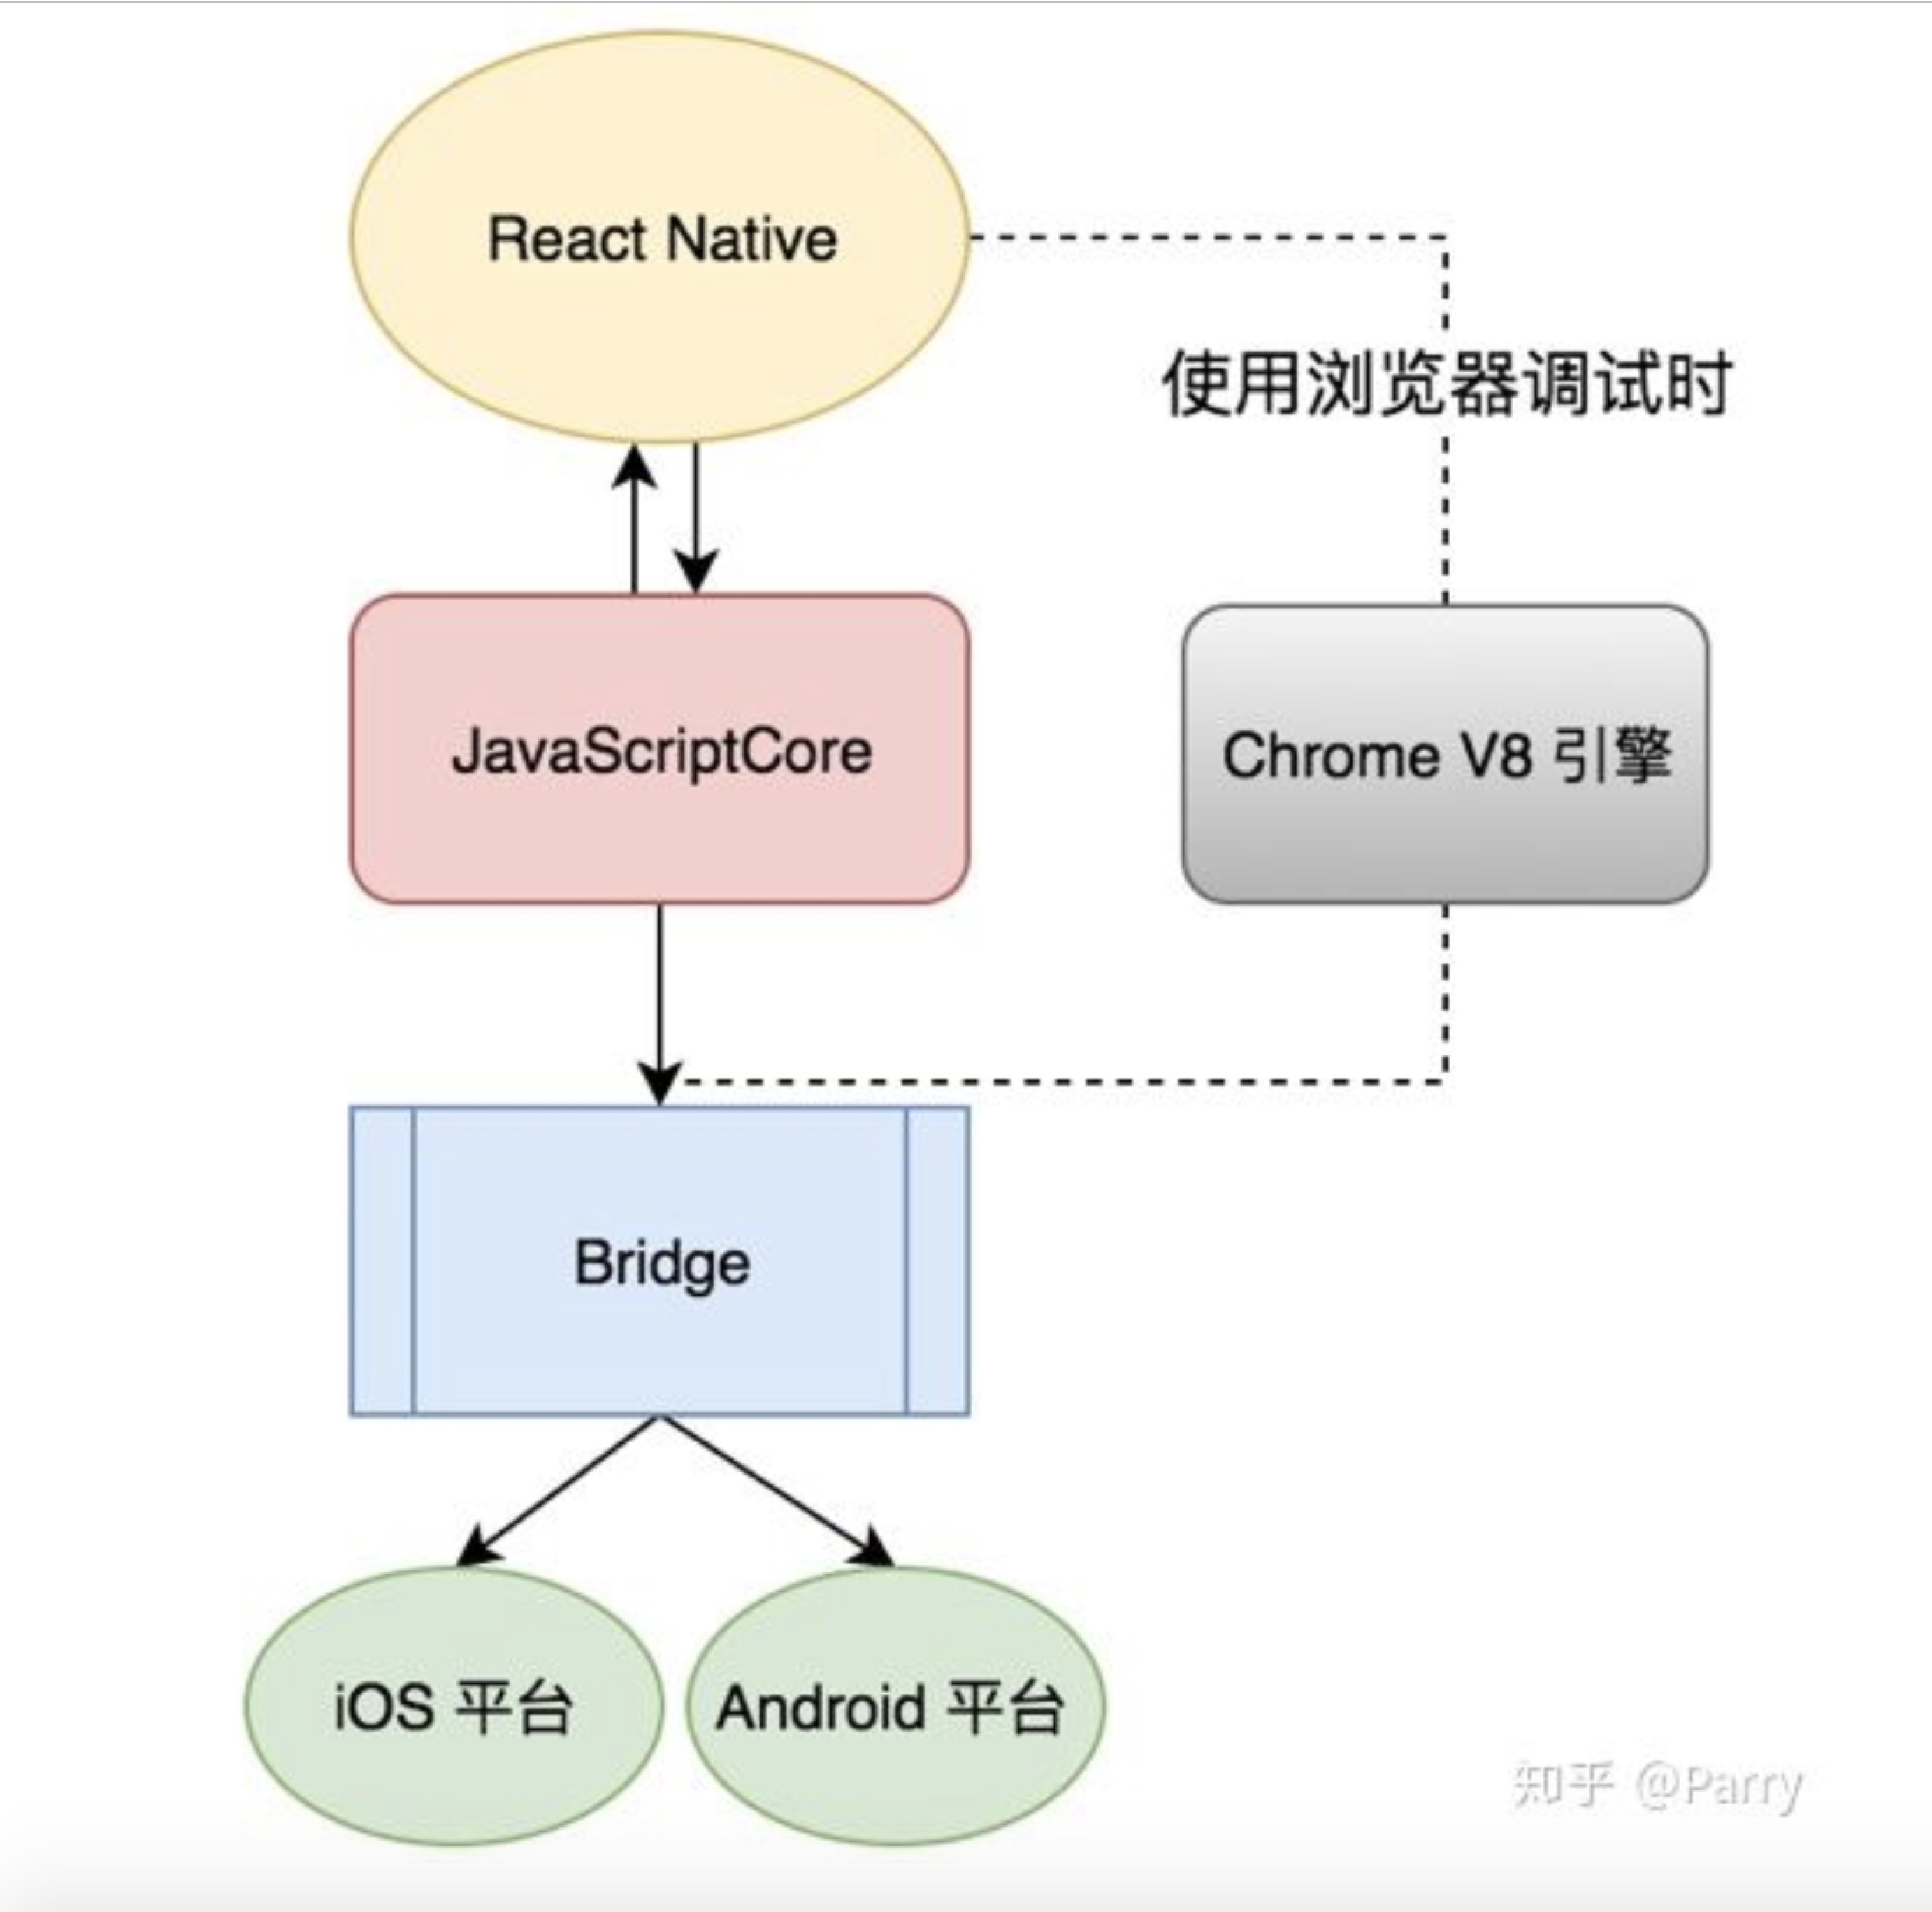 React Native
使用浏览器调试时
JavaScriptCore
Chrome V8 引擎
Bridge
iOS 平台
Android 平台
知乎 @Parry